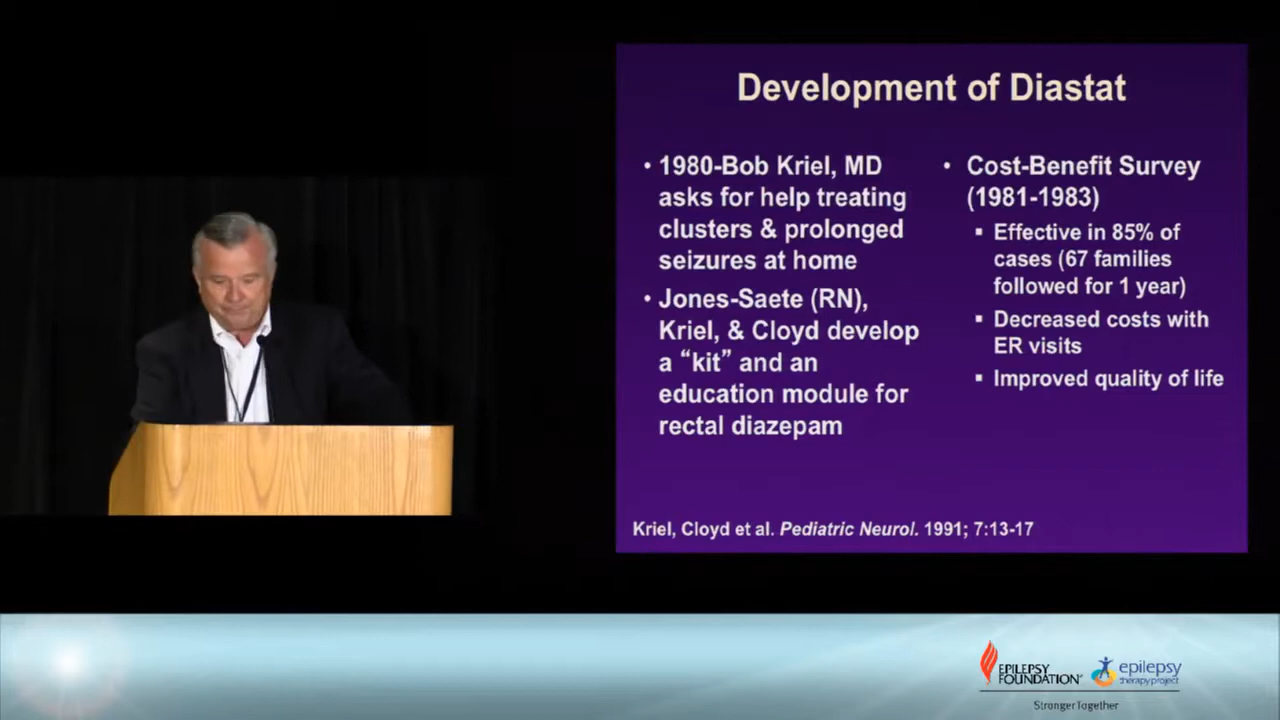 Development of Diastat
• 1980-Bob Kriel, MD
asks for help treating
clusters & prolonged
seizures at home
• Jones-Saete (RN),
Kriel, & Cloyd develop
a “kit” and an
education module for
rectal diazepam
• Cost-Benefit Survey
(1981-1983)
▪ Effective in 85% of
cases (67 families
followed for 1 year)
▪ Decreased costs with
ER visits
▪ Improved quality of life
Kriel, Cloyd et al. Pediatric Neurol. 1991; 7:13-17
EPILEPSY
FOUNDATION
epilepsy
therapy project
StrongerTogether